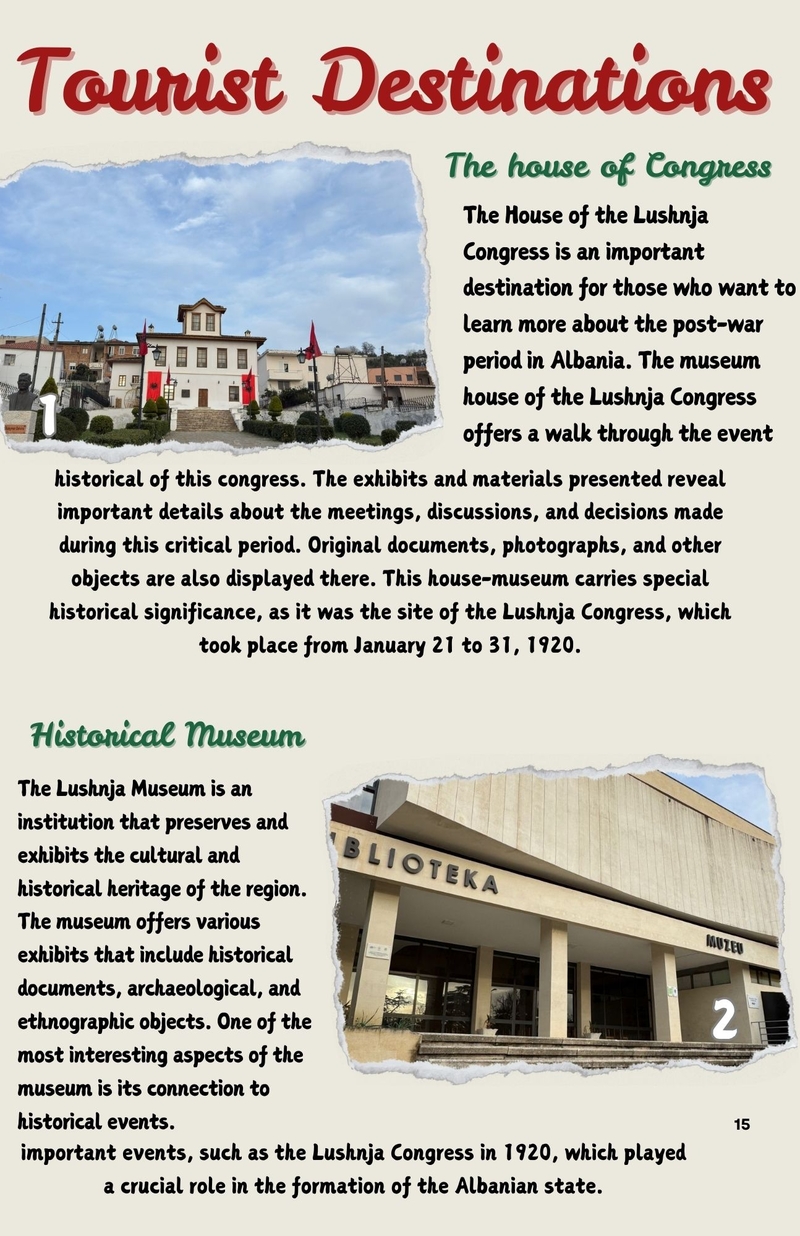 Tourist Destinations
The house of Congress
The House of the Lushnja
Congress is an important
destination for those who want to
learn more about the post-war
period in Albania. The museum
house of the Lushnja Congress
offers a walk through the event
1
historical of this congress. The exhibits and materials presented reveal
important details about the meetings, discussions, and decisions made
during this critical period. Original documents, photographs, and other
objects are also displayed there. This house-museum carries special
historical significance, as it was the site of the Lushnja Congress, which
took place from January 21 to 31, 1920.
Historical Museum
The Lushnja Museum is an
institution that preserves and
exhibits the cultural and
historical heritage of the region.
The museum offers various
exhibits that include historical
documents, archaeological, and
ethnographic objects. One of the
most interesting aspects of the
museum is its connection to
historical events.
BLIOTEKA
MUZEU
2
15
important events, such as the Lushnja Congress in 1920, which played
a crucial role in the formation of the Albanian state.